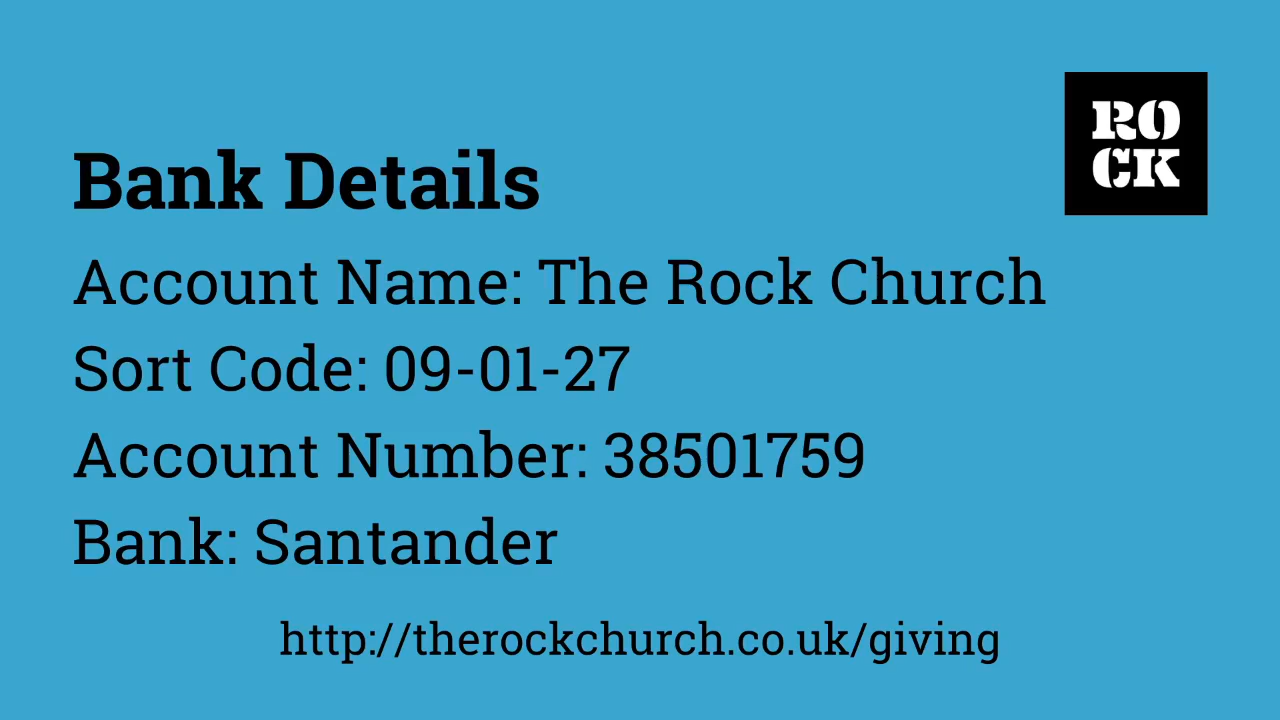 RO
CK
Bank Details
Account Name: The Rock Church
Sort Code: 09-01-27
Account Number: 38501759
Bank: Santander
http://therockchurch.co.uk/giving